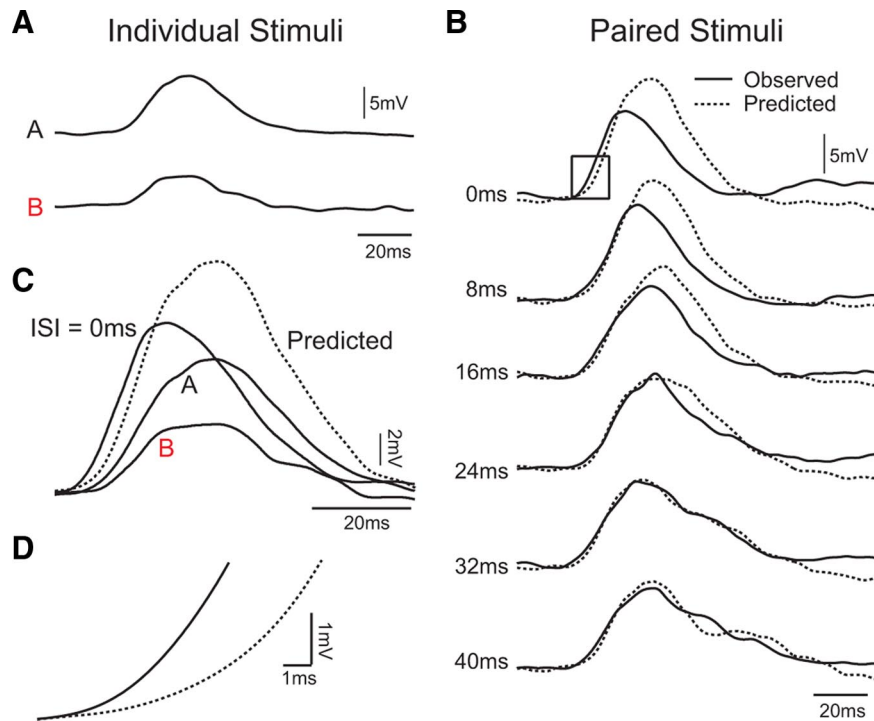 A
Individual Stimuli
A
5mV
B
20ms
C
ISI = 0ms
Predicted
A
B
2mV
20ms
D
1mV
1ms
B
Paired Stimuli
Observed
Predicted
5mV
0ms
8ms
16ms
24ms
32ms
40ms
20ms